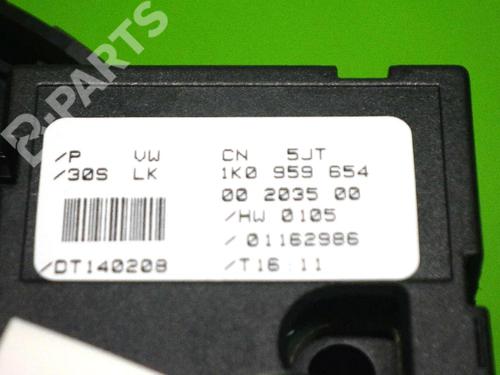 B-PARTS
/P VW CN 5JT
/30S LK 1K0 959 654
00 2035 00
/HW 0105
/01162986
/DT140208 /T16:11